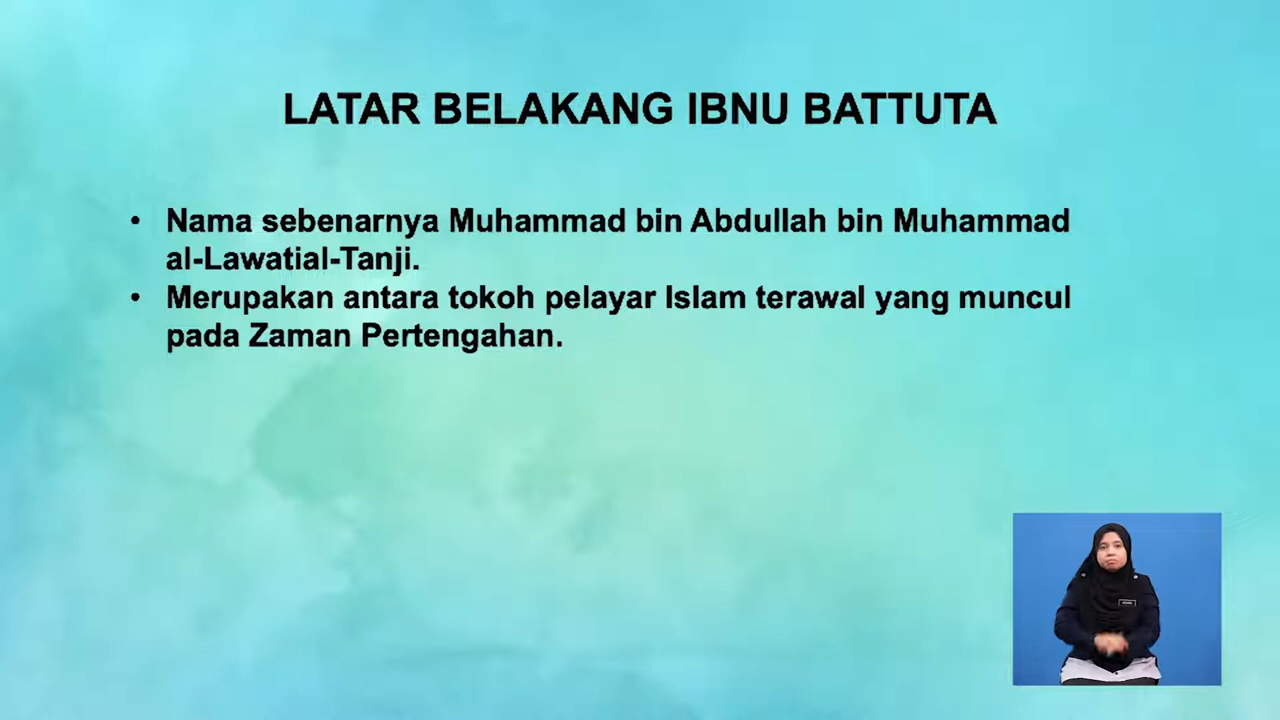 LATAR BELAKANG IBNU BATTUTA
• Nama sebenarnya Muhammad bin Abdullah bin Muhammad
al-Lawatial-Tanji.
• Merupakan antara tokoh pelayar Islam terawal yang muncul
pada Zaman Pertengahan.